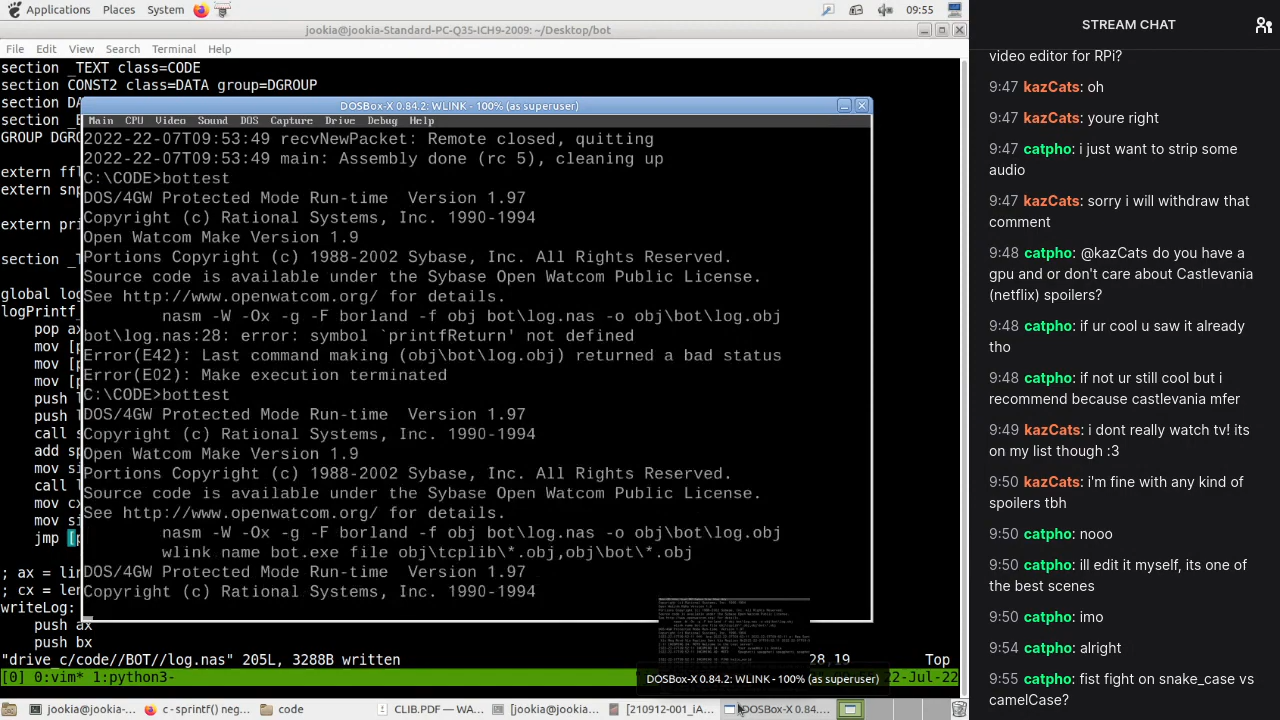 Applications Places System 09:55
jookia@jookia-Standard-PC-Q35-ICH9-2009: ~/Desktop/bot
File Edit View Search Terminal Help
section _TEXT class=CODE
section CONST2 class=DATA group=DGROUP
section DA
section _B
GROUP DGRO
extern ffl
extern snp
extern pri
section _T
global log
logPrintf_
pop ax
mov [p
mov [p
mov [p
push l
push l
call s
add sp
mov si
call l
mov cx
mov si
jmp [p
; ax = lin
; cx = len
writeLog:
push ax
DOSBox-X 0.84.2: WLINK - 100% (as superuser)
Main CPU Video Sound DOS Capture Drive Debug Help
2022-22-07T09:53:49 recvNewPacket: Remote closed, quitting
2022-22-07T09:53:49 main: Assembly done (rc 5), cleaning up
C:\CODE>bottest
DOS/4GW Protected Mode Run-time Version 1.97
Copyright (c) Rational Systems, Inc. 1990-1994
Open Watcom Make Version 1.9
Portions Copyright (c) 1988-2002 Sybase, Inc. All Rights Reserved.
Source code is available under the Sybase Open Watcom Public License.
See http://www.openwatcom.org/ for details.
nasm -W -Ox -g -F borland -f obj bot\log.nas -o obj\bot\log.obj
bot\log.nas:28: error: symbol `printfReturn' not defined
Error(E42): Last command making (obj\bot\log.obj) returned a bad status
Error(E02): Make execution terminated
C:\CODE>bottest
DOS/4GW Protected Mode Run-time Version 1.97
Copyright (c) Rational Systems, Inc. 1990-1994
Open Watcom Make Version 1.9
Portions Copyright (c) 1988-2002 Sybase, Inc. All Rights Reserved.
Source code is available under the Sybase Open Watcom Public License.
See http://www.openwatcom.org/ for details.
nasm -W -Ox -g -F borland -f obj bot\log.nas -o obj\bot\log.obj
wlink name bot.exe file obj\tcplib\*.obj,obj\bot\*.obj
DOS/4GW Protected Mode Run-time Version 1.97
Copyright (c) Rational Systems, Inc. 1990-1994
"drive code//BOT/log.nas" 205L, 3288B written 28,19 Top
[0] 0:vim* 1:python3- 22-Jul-22
DOSBox-X 0.84.2: WLINK - 100% (as superuser)
jookia@jookia-... c - sprintf() neg... code CLIB.PDF — WA... [jookia@jookia... [210912-001_iA... DOSBox-X 0.84....
STREAM CHAT
video editor for RPi?
9:47 kazCats: oh
9:47 kazCats: youre right
9:47 catpho: i just want to strip some
audio
9:47 kazCats: sorry i will withdraw that
comment
9:48 catpho: @kazCats do you have a
gpu and or don't care about Castlevania
(netflix) spoilers?
9:48 catpho: if ur cool u saw it already
tho
9:48 catpho: if not ur still cool but i
recommend because castlevania mfer
9:49 kazCats: i dont really watch tv! its
on my list though :3
9:50 kazCats: i'm fine with any kind of
spoilers tbh
9:50 catpho: nooo
9:50 catpho: ill edit it myself, its one of
the best scenes
9:50 catpho: imo
9:54 catpho: alright
9:55 catpho: fist fight on snake_case vs
camelCase?